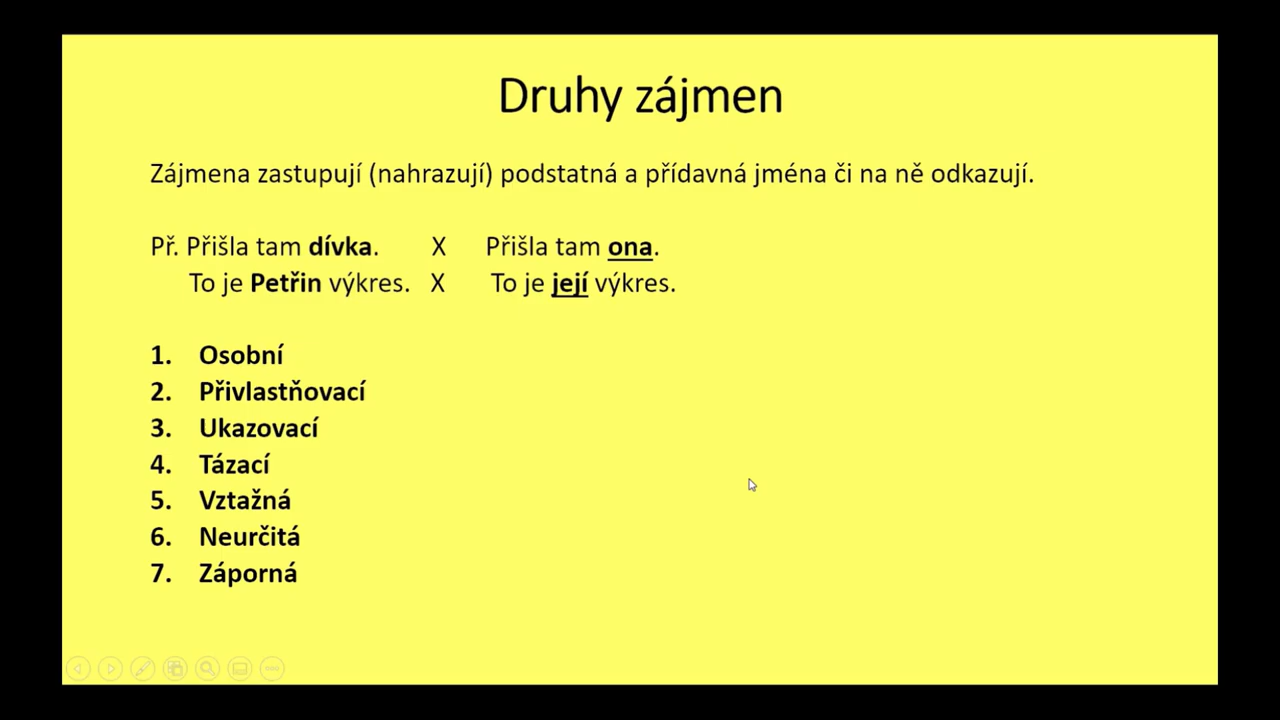 Druhy zájmen
Zájmena zastupují (nahrazují) podstatná a přídavná jména či na ně odkazují.
Př. Přišla tam dívka. X Přišla tam ona.
To je Petřin výkres. X To je její výkres.
1. Osobní
2. Přivlastňovací
3. Ukazovací
4. Tázací
5. Vztažná
6. Neurčitá
7. Záporná